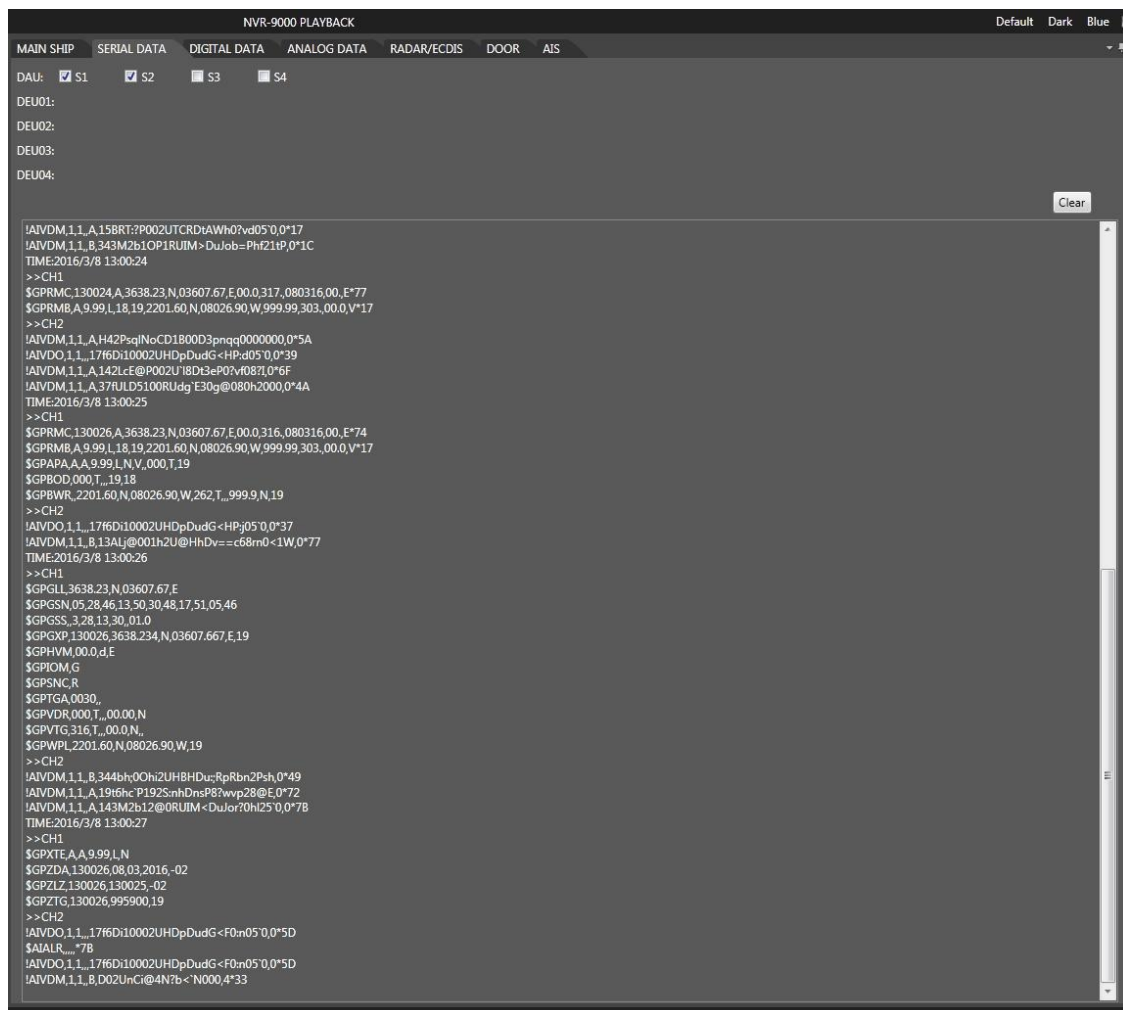 NVR-9000 PLAYBACK
Default Dark Blue
MAIN SHIP SERIAL DATA DIGITAL DATA ANALOG DATA RADAR/ECDIS DOOR AIS
DAU: S1 S2 S3 S4
DEU01:
DEU02:
DEU03:
DEU04:
Clear
!AIVDM,1,1,,A,15BRT:?P002UTCRDtAWh0?vd05`0,0*17
!AIVDM,1,1,,B,343M2b1OP1RUIM>DuJob=Phf21tP,0*1C
TIME:2016/3/8 13:00:24
>>CH1
$GPRMC,130024,A,3638.23,N,03607.67,E,00.0,317.,080316,00.,E*77
$GPRMB,A,9.99,L,18,19,2201.60,N,08026.90,W,999.99,303.,00.0,V*17
>>CH2
!AIVDM,1,1,,A,H42PsqINoCD1B00D3pnqq0000000,0*5A
!AIVDO,1,1,,,17f6Di10002UHDpDudG<HP:d05`0,0*39
!AIVDM,1,1,,A,142LcE@P002U`I8Dt3eP0?vf08?I,0*6F
!AIVDM,1,1,,A,37fULD5100RUdg`E30g@080h2000,0*4A
TIME:2016/3/8 13:00:25
>>CH1
$GPRMC,130026,A,3638.23,N,03607.67,E,00.0,316.,080316,00.,E*74
$GPRMB,A,9.99,L,18,19,2201.60,N,08026.90,W,999.99,303.,00.0,V*17
$GPAPA,A,A,9.99,L,N,V,,000,T,19
$GPBOD,000,T,,,19,18
$GPBWR,,2201.60,N,08026.90,W,262,T,,,999.9,N,19
>>CH2
!AIVDO,1,1,,,17f6Di10002UHDpDudG<HP:j05`0,0*37
!AIVDM,1,1,,B,13ALj@001h2U@HhDv==c68rn0<1W,0*77
TIME:2016/3/8 13:00:26
>>CH1
$GPGLL,3638.23,N,03607.67,E
$GPGSN,05,28,46,13,50,30,48,17,51,05,46
$GPGSS,,3,28,13,30,,01.0
$GPGXP,130026,3638.234,N,03607.667,E,19
$GPHVM,00.0,d,E
$GPIOM,G
$GPSNC,R
$GPTGA,0030,,
$GPVDR,000,T,,,00.00,N
$GPVTG,316,T,,,00.0,N,,
$GPWPL,2201.60,N,08026.90,W,19
>>CH2
!AIVDM,1,1,,B,344bh;0Ohi2UHBHDu:;RpRbn2Psh,0*49
!AIVDM,1,1,,A,19t6hc`P192S:nhDnsP8?wvp28@E,0*72
!AIVDM,1,1,,A,143M2b12@0RUIM<DuJor?0hl25`0,0*7B
TIME:2016/3/8 13:00:27
>>CH1
$GPXTE,A,A,9.99,L,N
$GPZDA,130026,08,03,2016,-02
$GPZLZ,130026,130025,-02
$GPZTG,130026,995900,19
>>CH2
!AIVDO,1,1,,,17f6Di10002UHDpDudG<F0:n05`0,0*5D
$AIALR,,,,,*7B
!AIVDO,1,1,,,17f6Di10002UHDpDudG<F0:n05`0,0*5D
!AIVDM,1,1,,B,D02UnCi@4N?b<`N000,4*33